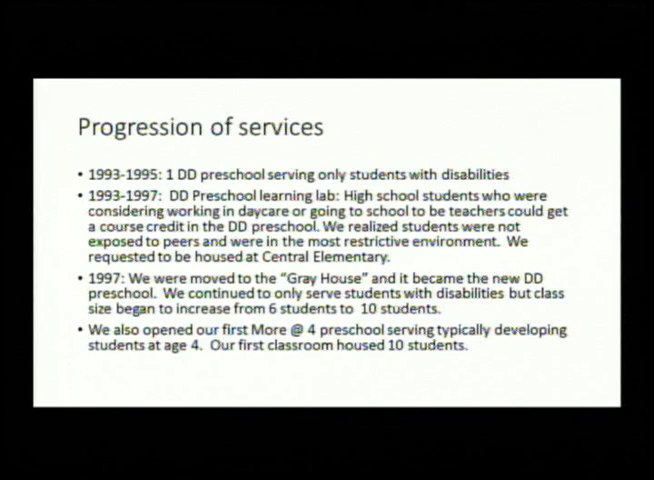 Progression of services
• 1993-1995: 1 DD preschool serving only students with disabilities
• 1993-1997: DD Preschool learning lab: High school students who were
considering working in daycare or going to school to be teachers could get
a course credit in the DD preschool. We realized students were not
exposed to peers and were in the most restrictive environment. We
requested to be housed at Central Elementary.
• 1997: We were moved to the “Gray House” and it became the new DD
preschool. We continued to only serve students with disabilities but class
size began to increase from 6 students to 10 students.
• We also opened our first More @ 4 preschool serving typically developing
students at age 4. Our first classroom housed 10 students.